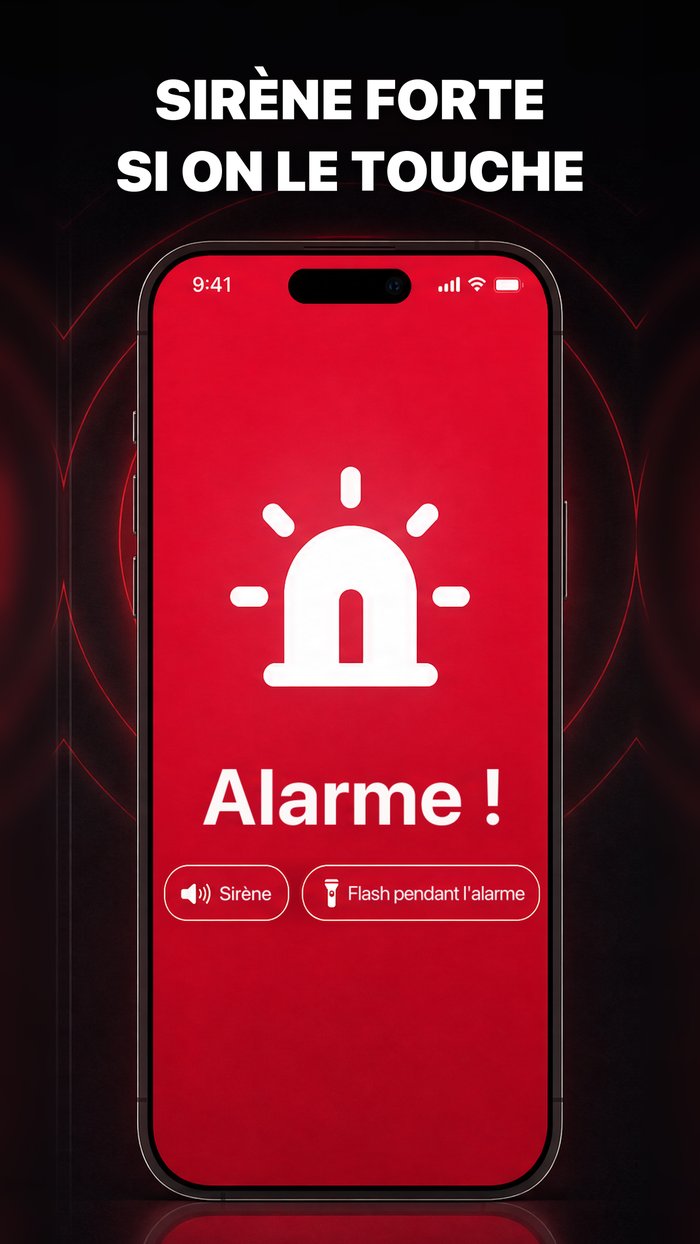 SIRÈNE FORTE
SI ON LE TOUCHE
9:41
Alarme !
Sirène
Flash pendant l'alarme